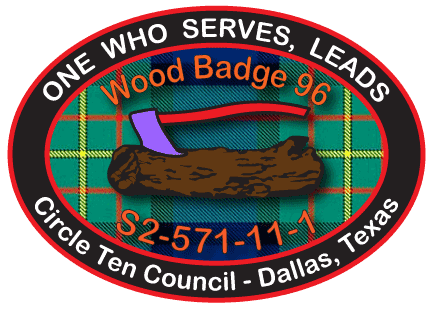 ONE WHO SERVES, LEADS
Wood Badge 96
S2-571-11-1
Circle Ten Council - Dallas, Texas